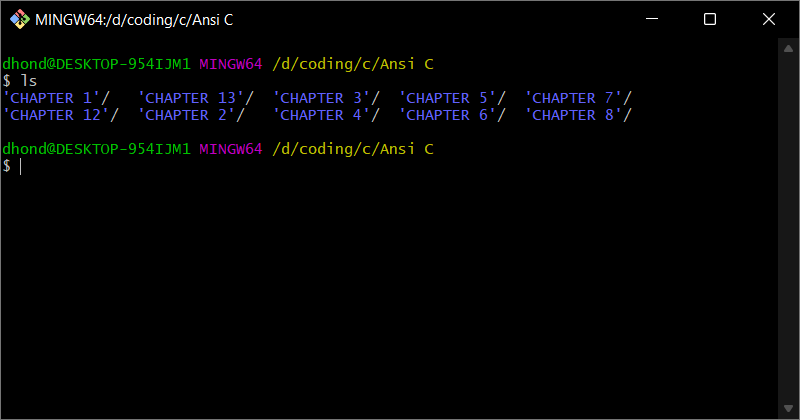 MINGW64:/d/coding/c/Ansi C
dhond@DESKTOP-954IJM1 MINGW64 /d/coding/c/Ansi C
$ ls
'CHAPTER 1'/   'CHAPTER 13'/  'CHAPTER 3'/  'CHAPTER 5'/  'CHAPTER 7'/
'CHAPTER 12'/  'CHAPTER 2'/   'CHAPTER 4'/  'CHAPTER 6'/  'CHAPTER 8'/
dhond@DESKTOP-954IJM1 MINGW64 /d/coding/c/Ansi C
$